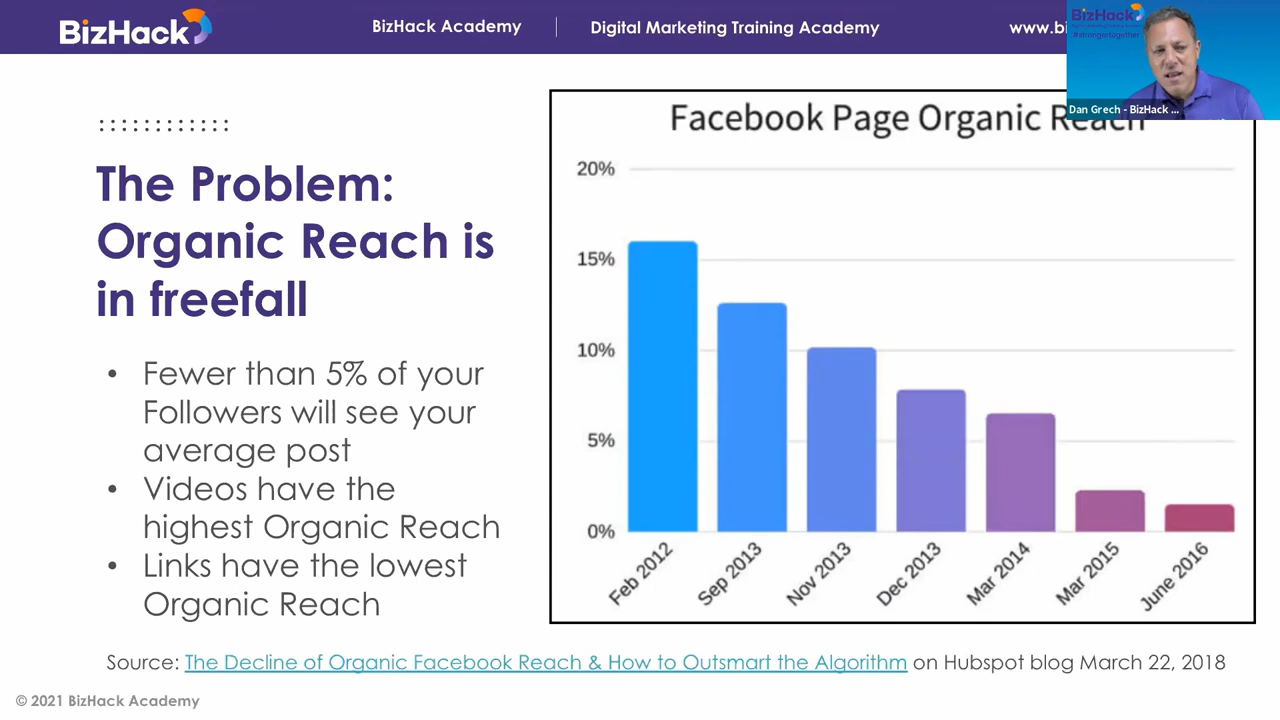 BizHack
BizHack Academy
Digital Marketing Training Academy
www.bi
BizHack
#strongertogether
Dan Grech - BizHack ...
The Problem:
Organic Reach is
in freefall
• Fewer than 5% of your
Followers will see your
average post
• Videos have the
highest Organic Reach
• Links have the lowest
Organic Reach
Facebook Page Organic Reach
20%
15%
10%
5%
0%
Feb 2012
Sep 2013
Nov 2013
Dec 2013
Mar 2014
Mar 2015
June 2016
Source: The Decline of Organic Facebook Reach & How to Outsmart the Algorithm on Hubspot blog March 22, 2018
© 2021 BizHack Academy